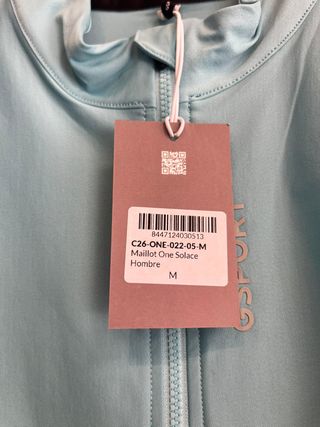 8447124030513
C26-ONE-022-05-M
Maillot One Solace
Hombre
M
GSPORT